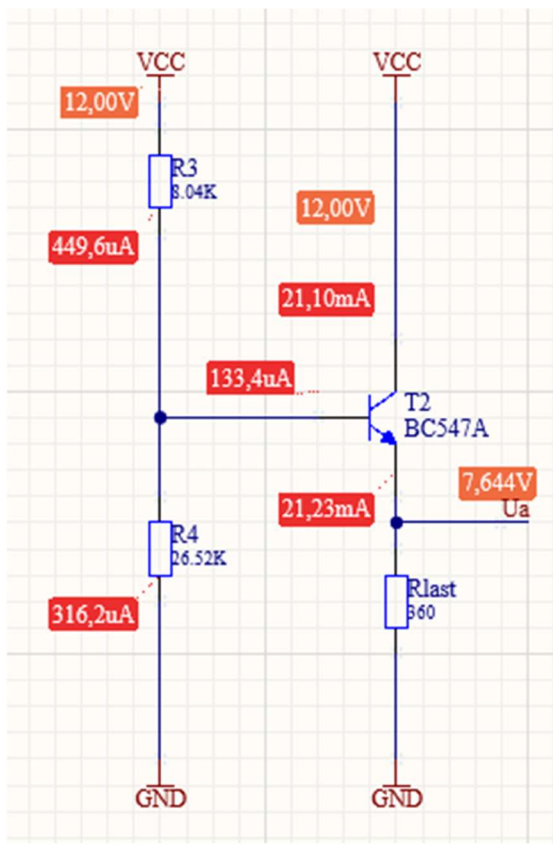 VCC
VCC
12,00V
R3
8.04K
12,00V
449,6uA
21,10mA
133,4uA
T2
BC547A
7,644V
Ua
21,23mA
R4
26.52K
Rlast
360
316,2uA
GND
GND